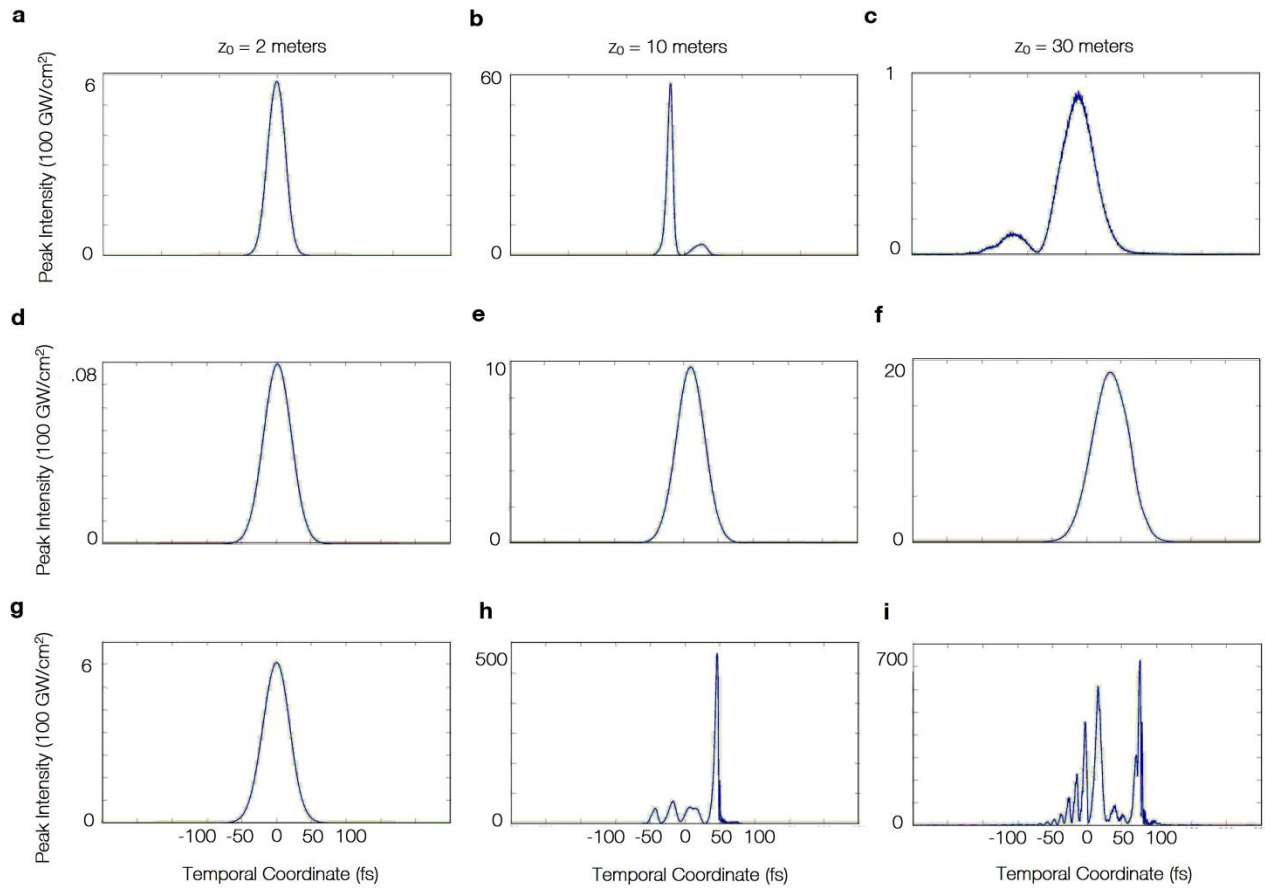 a
b
c
z₀ = 2 meters
z₀ = 10 meters
z₀ = 30 meters
Peak Intensity (100 GW/cm²)
6
0
60
0
1
0
d
e
f
Peak Intensity (100 GW/cm²)
.08
0
10
0
20
0
g
h
i
Peak Intensity (100 GW/cm²)
6
0
500
0
700
0
-100 -50 0 50 100
-100 -50 0 50 100
-100 -50 0 50 100
Temporal Coordinate (fs)
Temporal Coordinate (fs)
Temporal Coordinate (fs)